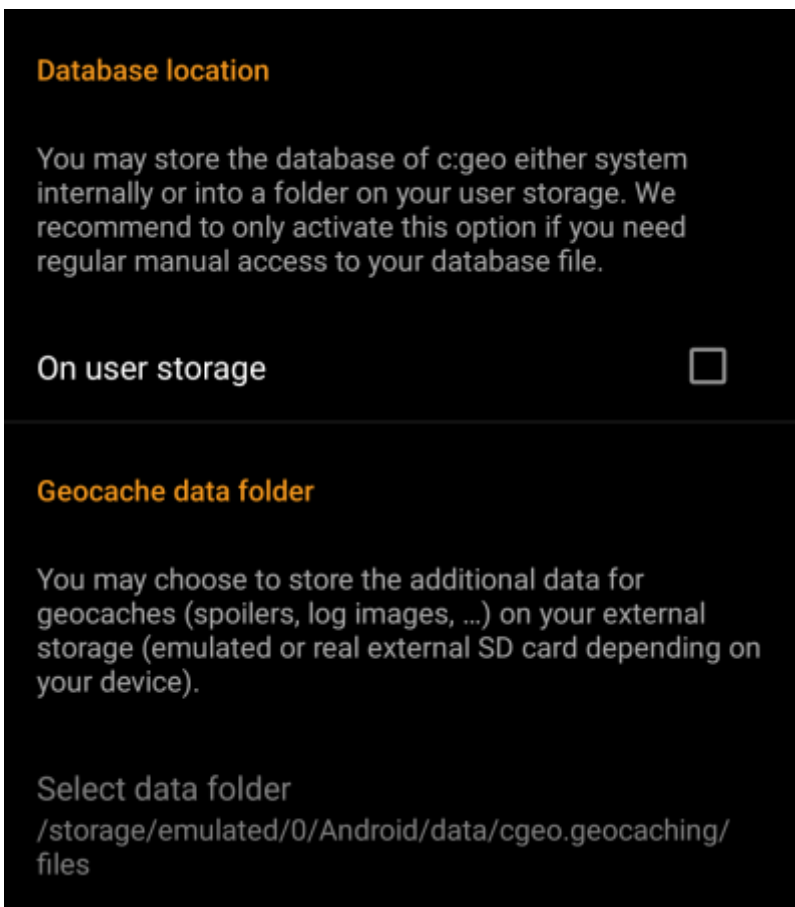 Database location
You may store the database of c:geo either system
internally or into a folder on your user storage. We
recommend to only activate this option if you need
regular manual access to your database file.
On user storage
Geocache data folder
You may choose to store the additional data for
geocaches (spoilers, log images, …) on your external
storage (emulated or real external SD card depending on
your device).
Select data folder
/storage/emulated/0/Android/data/cgeo.geocaching/
files